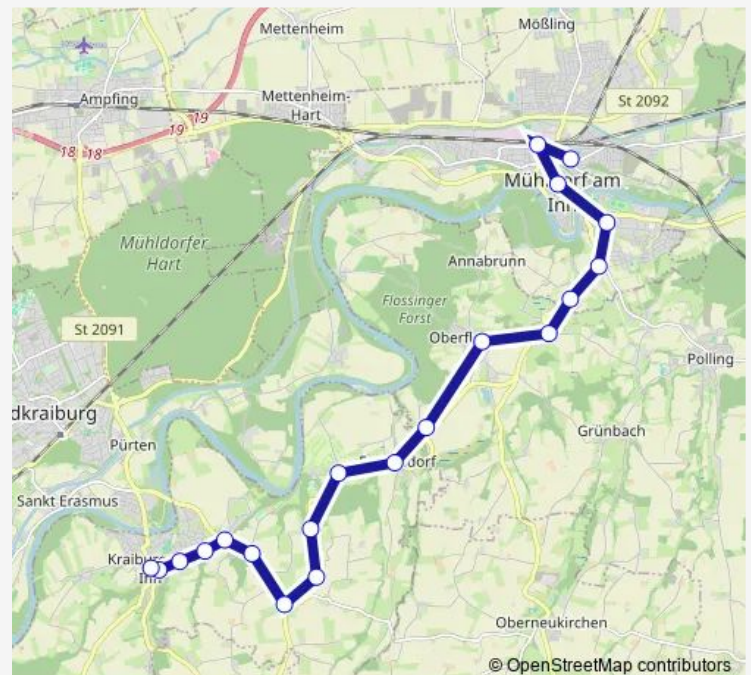 Mettenheim
Mößling
Ampfing
Mettenheim-
Hart
St 2092
19
19
18
18
Mühldorf am
Inn
Mühldorfer
Hart
Annabrunn
Flossinger
Forst
St 2091
Oberfl
Polling
dkraiburg
Grünbach
Pürten
dorf
Sankt Erasmus
Kraiburg
Inn
Oberneukirchen
© OpenStreetMap contributors